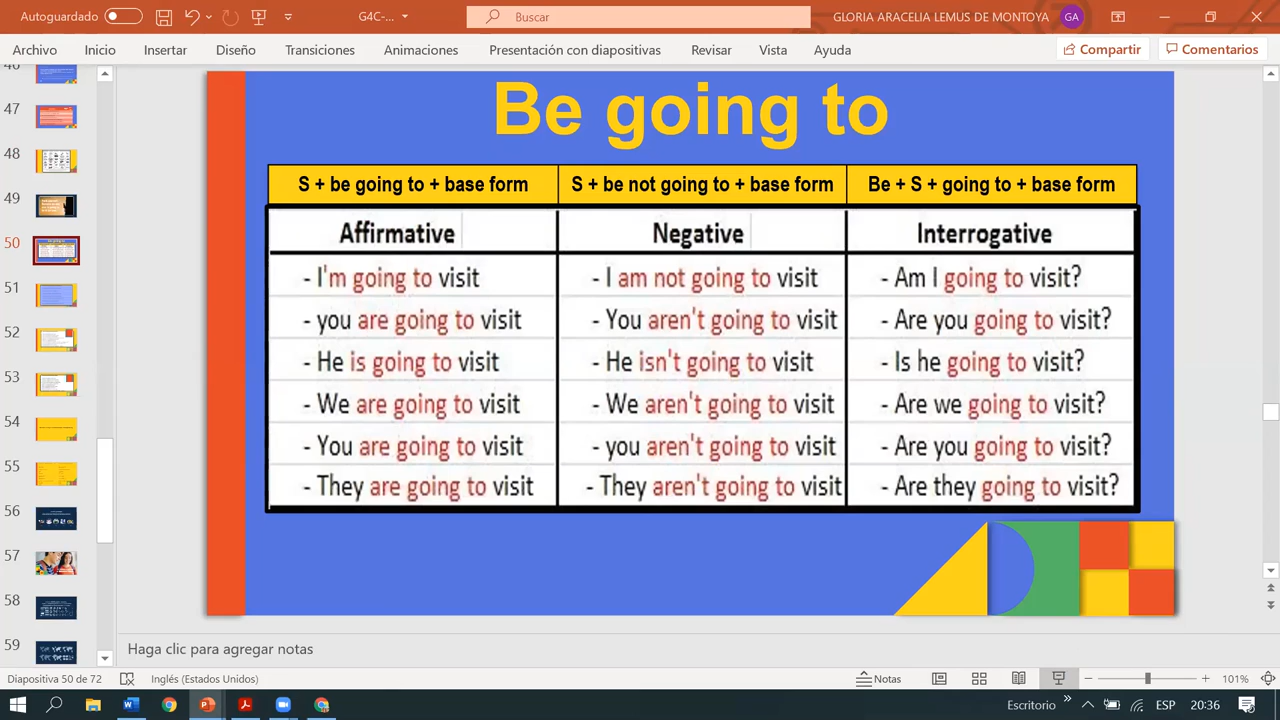 Autoguardado
G4C-...
Buscar
GLORIA ARACELIA LEMUS DE MONTOYA
GA
Archivo
Inicio
Insertar
Diseño
Transiciones
Animaciones
Presentación con diapositivas
Revisar
Vista
Ayuda
Compartir
Comentarios
46
47
48
49
50
51
52
53
54
55
56
57
58
59
Be going to
S + be going to + base form
S + be not going to + base form
Be + S + going to + base form
Affirmative
Negative
Interrogative
- I'm going to visit
- I am not going to visit
- Am I going to visit?
- you are going to visit
- You aren't going to visit
- Are you going to visit?
- He is going to visit
- He isn't going to visit
- Is he going to visit?
- We are going to visit
- We aren't going to visit
- Are we going to visit?
- You are going to visit
- you aren't going to visit
- Are you going to visit?
- They are going to visit
- They aren't going to visit
- Are they going to visit?
Haga clic para agregar notas
Diapositiva 50 de 72
Inglés (Estados Unidos)
Notas
101%
Escritorio
ESP
20:36